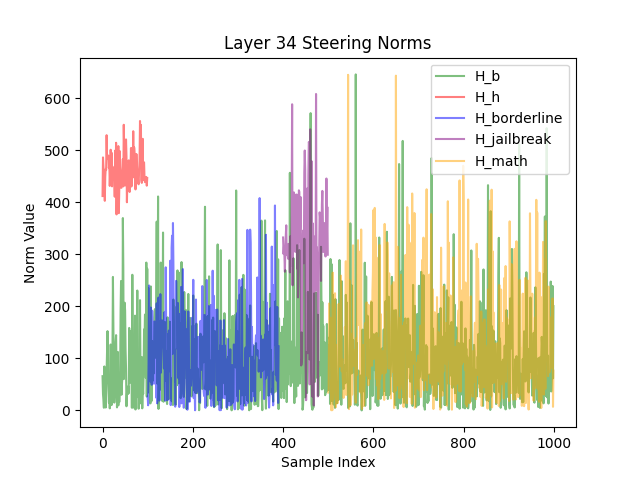 Layer 34 Steering Norms
H_b
H_h
H_borderline
H_jailbreak
H_math
Norm Value
600
500
400
300
200
100
0
0
200
400
600
800
1000
Sample Index